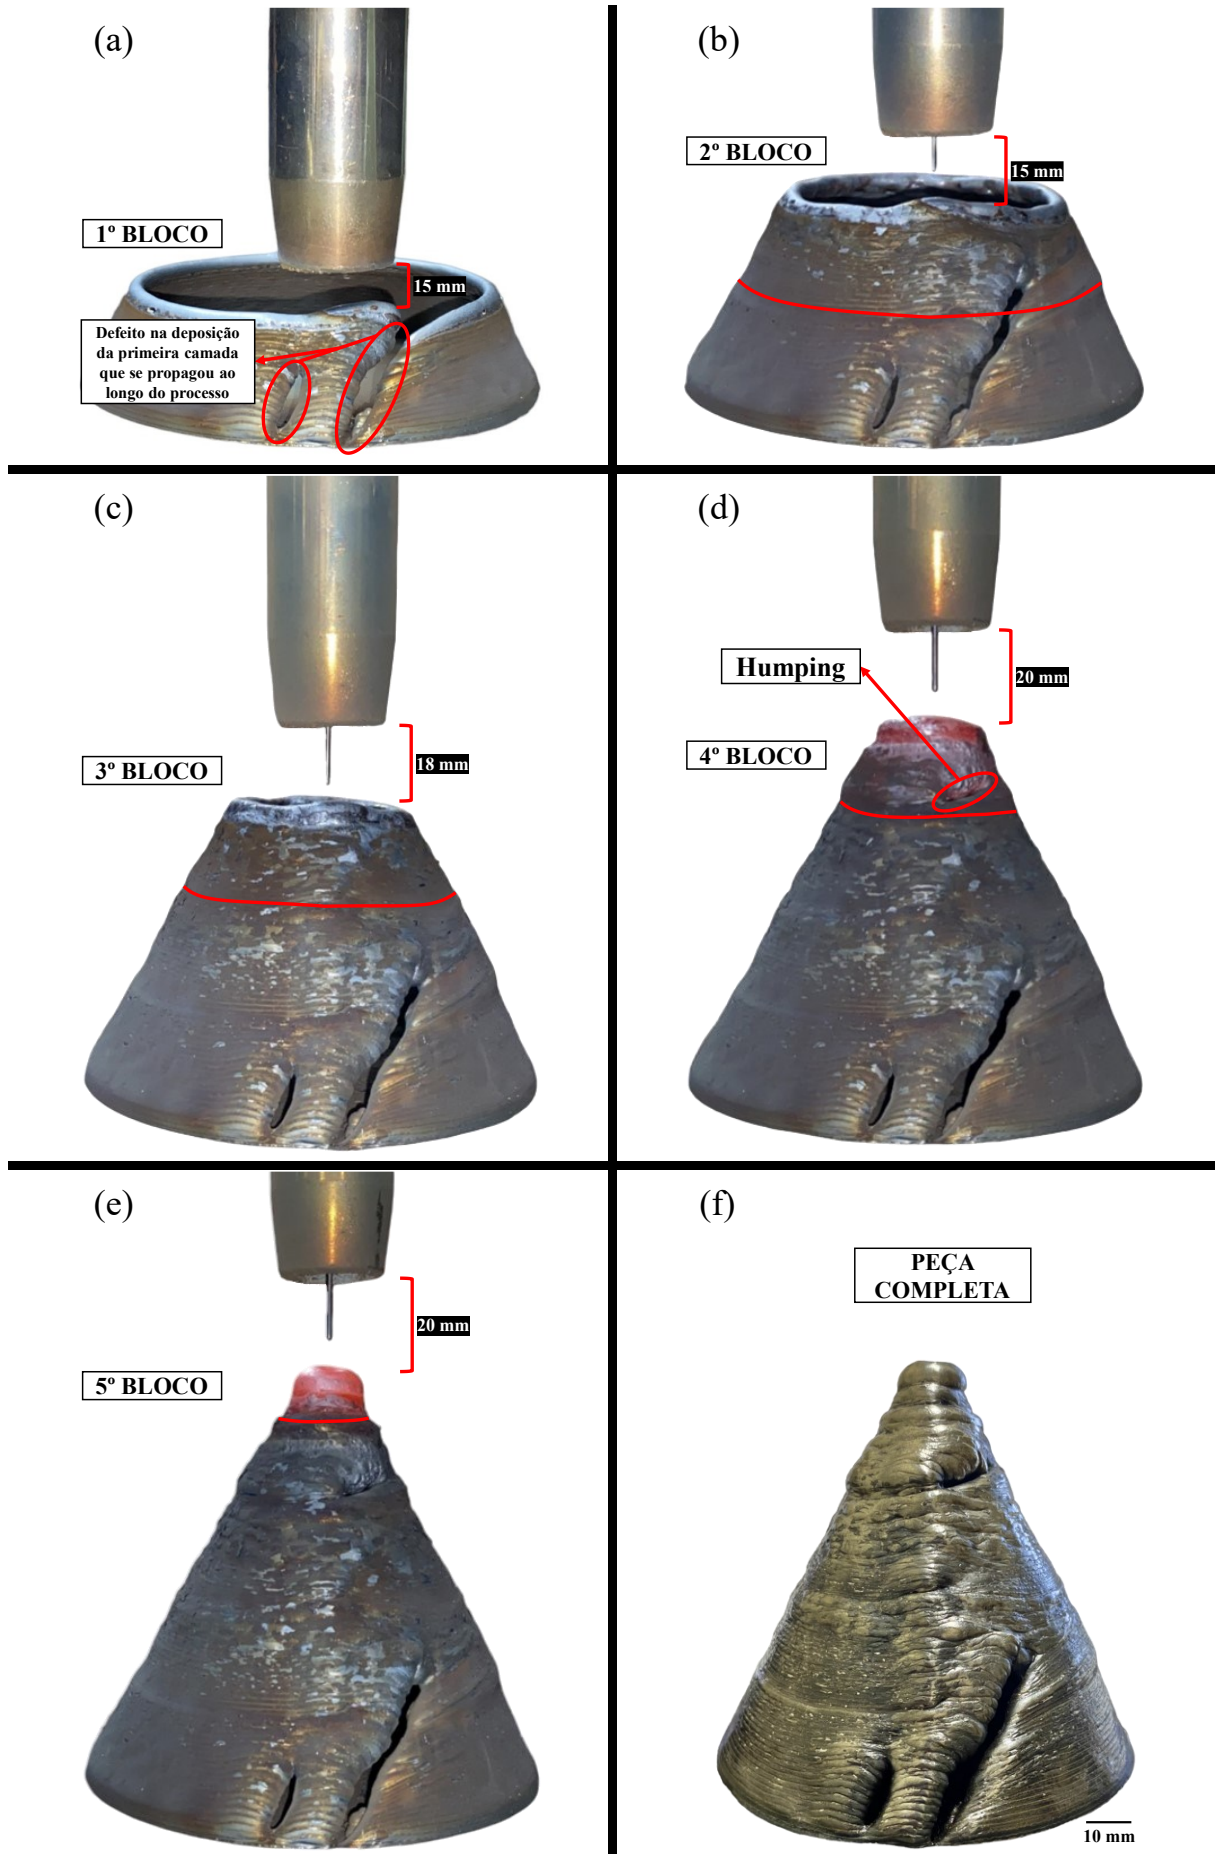 (a)
1º BLOCO
15 mm
Defeito na deposição
da primeira camada
que se propagou ao
longo do processo
(b)
2º BLOCO
15 mm
(c)
3º BLOCO
18 mm
(d)
Humping
20 mm
4º BLOCO
(e)
20 mm
5º BLOCO
(f)
PEÇA
COMPLETA
10 mm